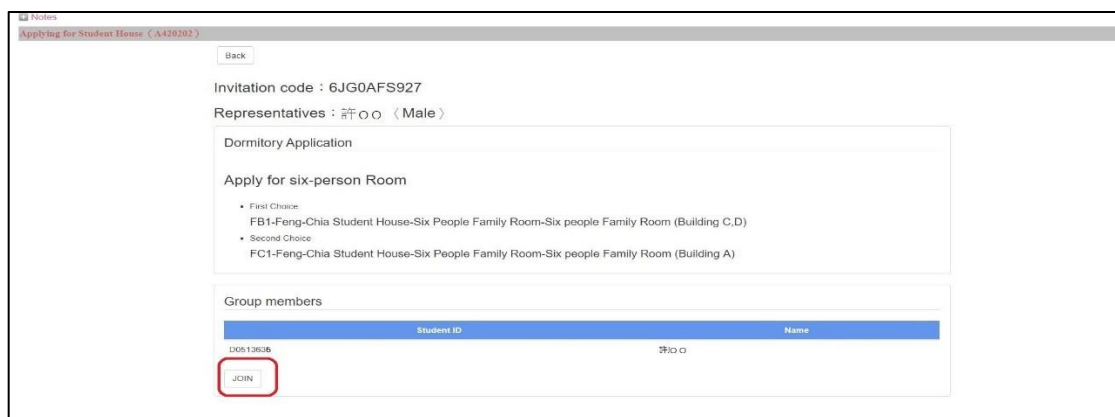 Notes
Applying for Student House（A420202）
Back
Invitation code：6JG0AFS927
Representatives：許○○（Male）
Dormitory Application
Apply for six-person Room
First Choice
FB1-Feng-Chia Student House-Six People Family Room-Six people Family Room (Building C,D)
Second Choice
FC1-Feng-Chia Student House-Six People Family Room-Six people Family Room (Building A)
Group members
Student ID Name
D0513635 許○○
JOIN